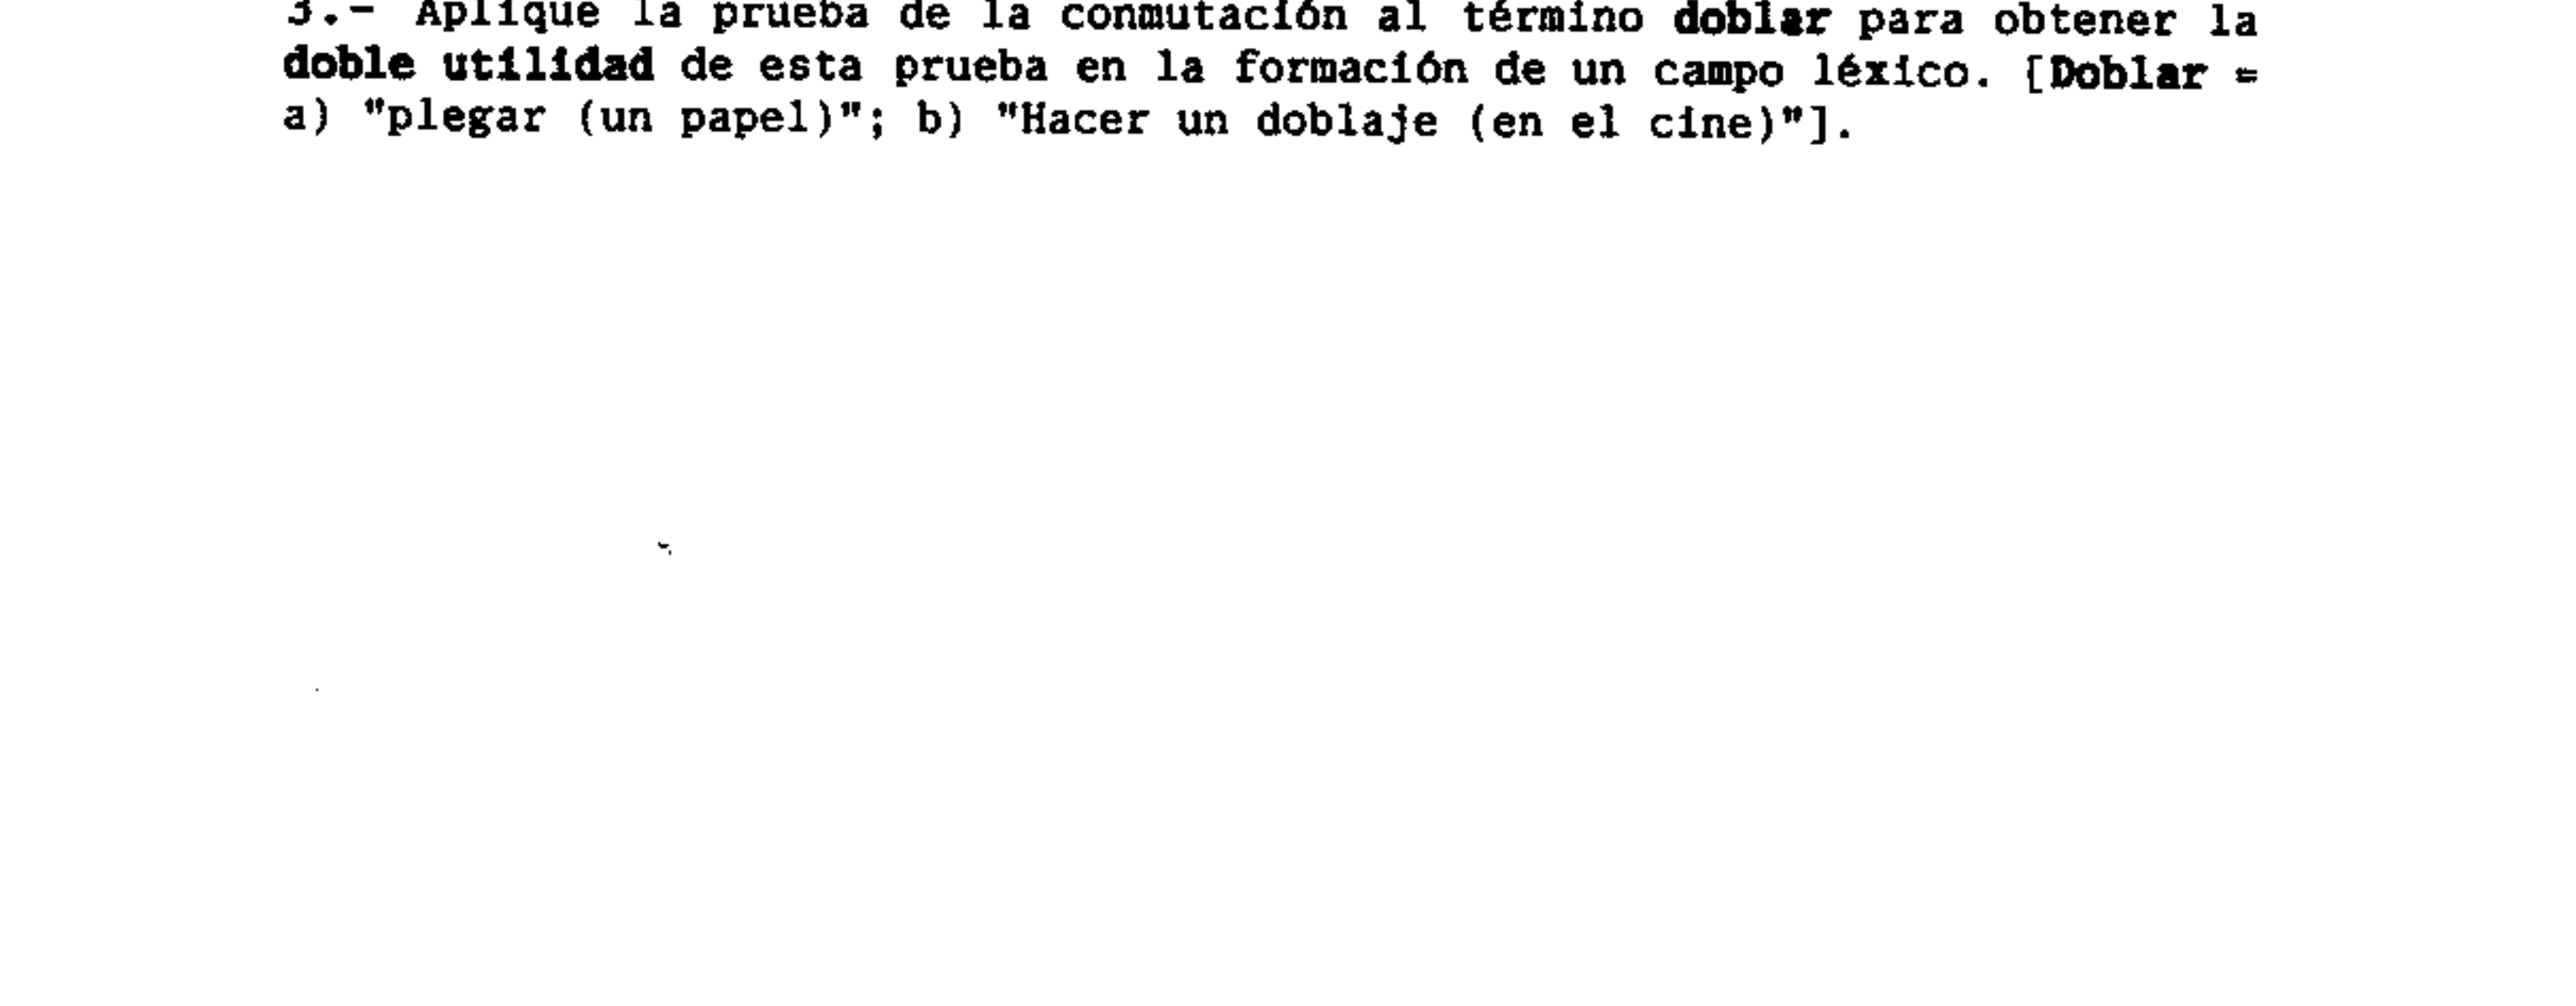 3.- Aplique la prueba de la conmutación al término doblar para obtener la
doble utilidad de esta prueba en la formación de un campo léxico. [Doblar =
a) "plegar (un papel)"; b) "Hacer un doblaje (en el cine)"].